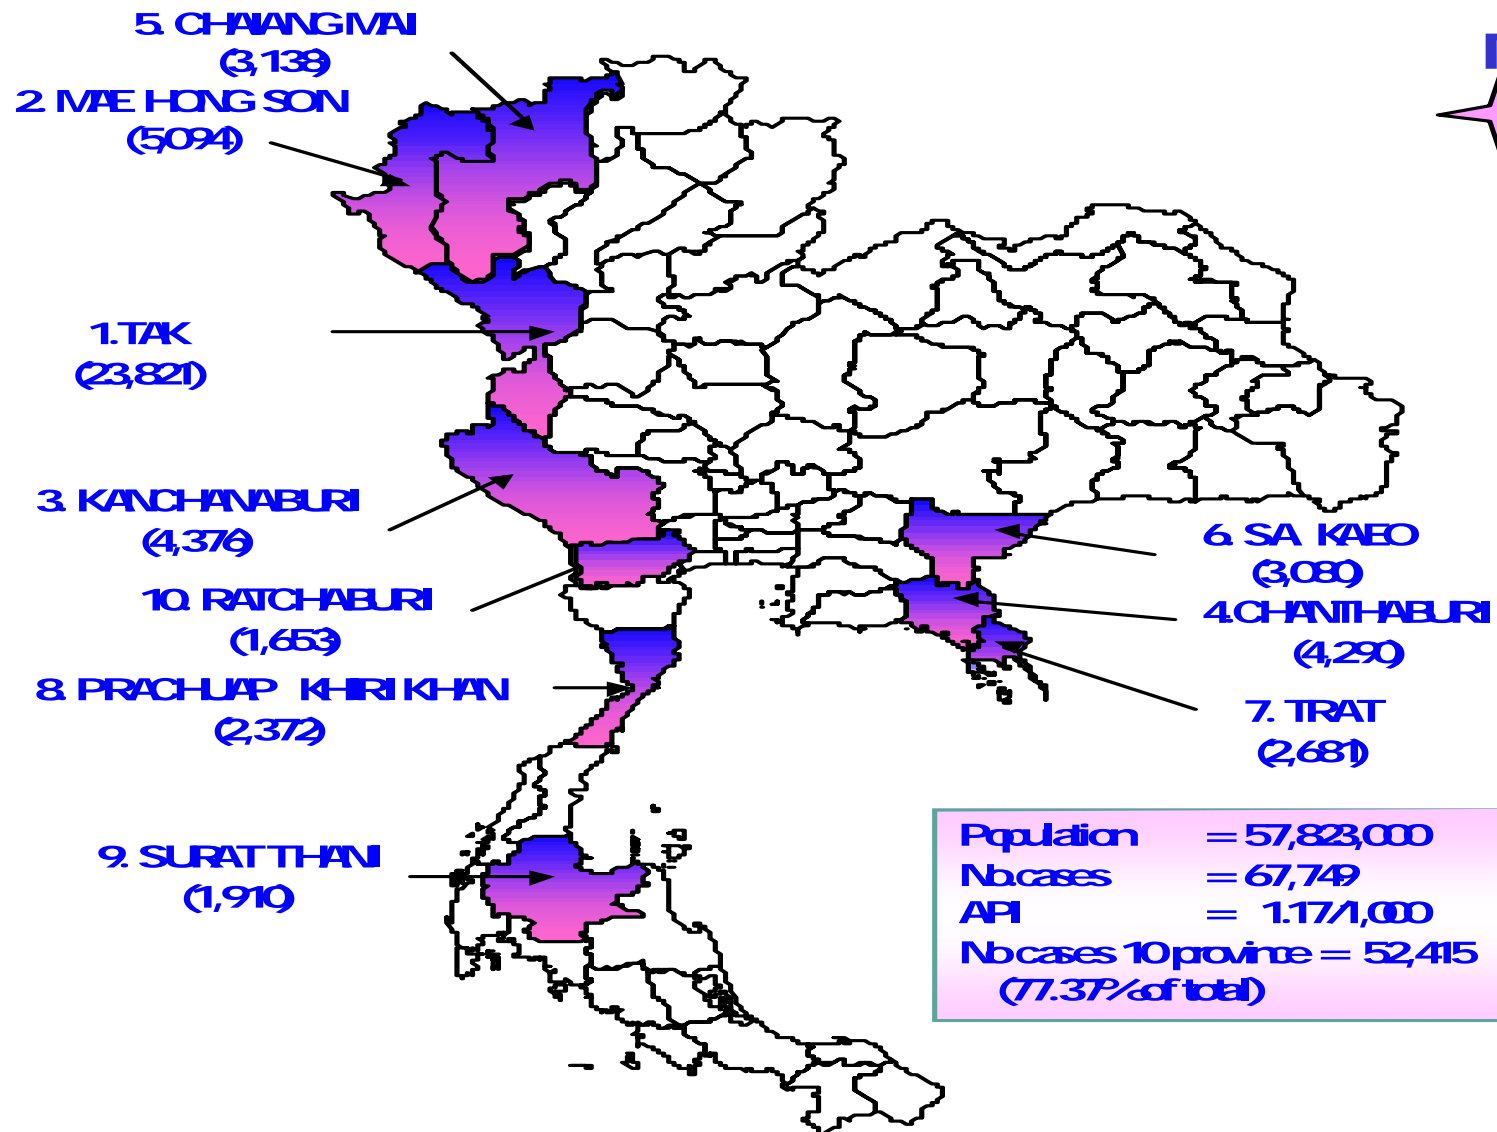 5. CHAIANG MAI
(3,138)
2. MAE HONG SON
(5,094)
1.TAK
(23,821)
3. KANCHANABURI
(4,376)
10. RATCHABURI
(1,653)
8. PRACHUAP KHIRI KHAN
(2,372)
9. SURAT THANI
(1,910)
6. SA KAEO
(3,080)
4.CHANTHABURI
(4,290)
7. TRAT
(2,681)
Population = 57,823,000
No.cases = 67,749
API = 1.17/1,000
No cases 10 province = 52,415
(77.37% of total)